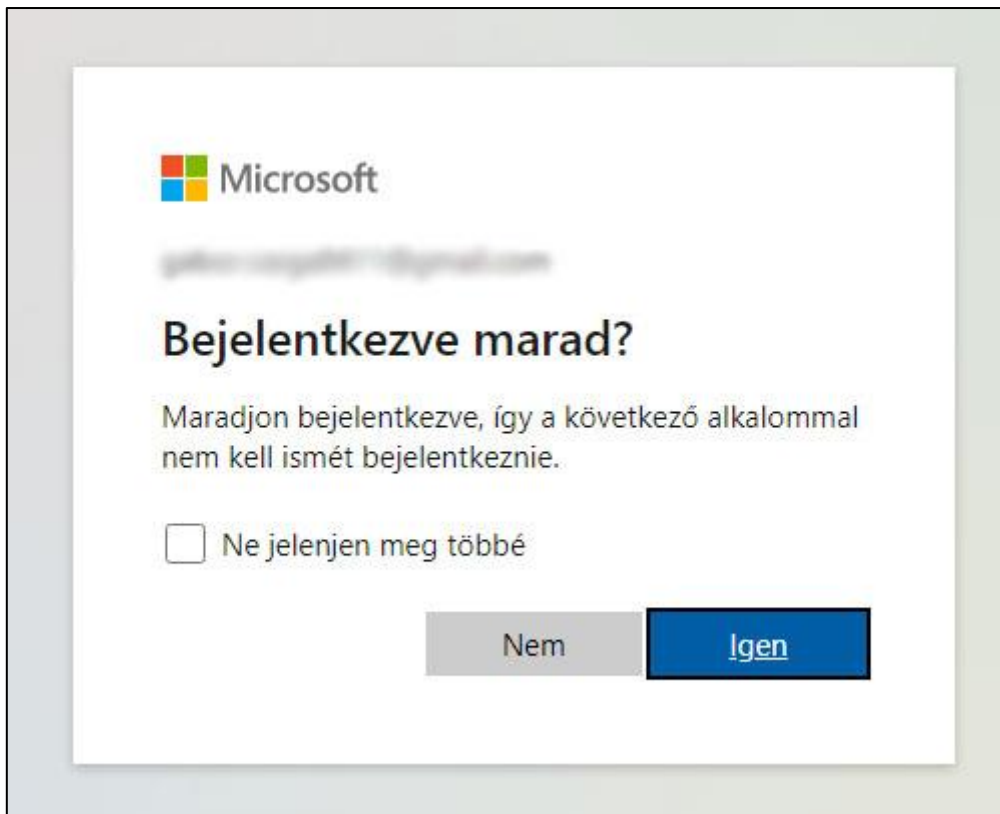 Microsoft
Bejelentkezve marad?
Maradjon bejelentkezve, így a következő alkalommal
nem kell ismét bejelentkeznie.
Ne jelenjen meg többé
Nem
Igen